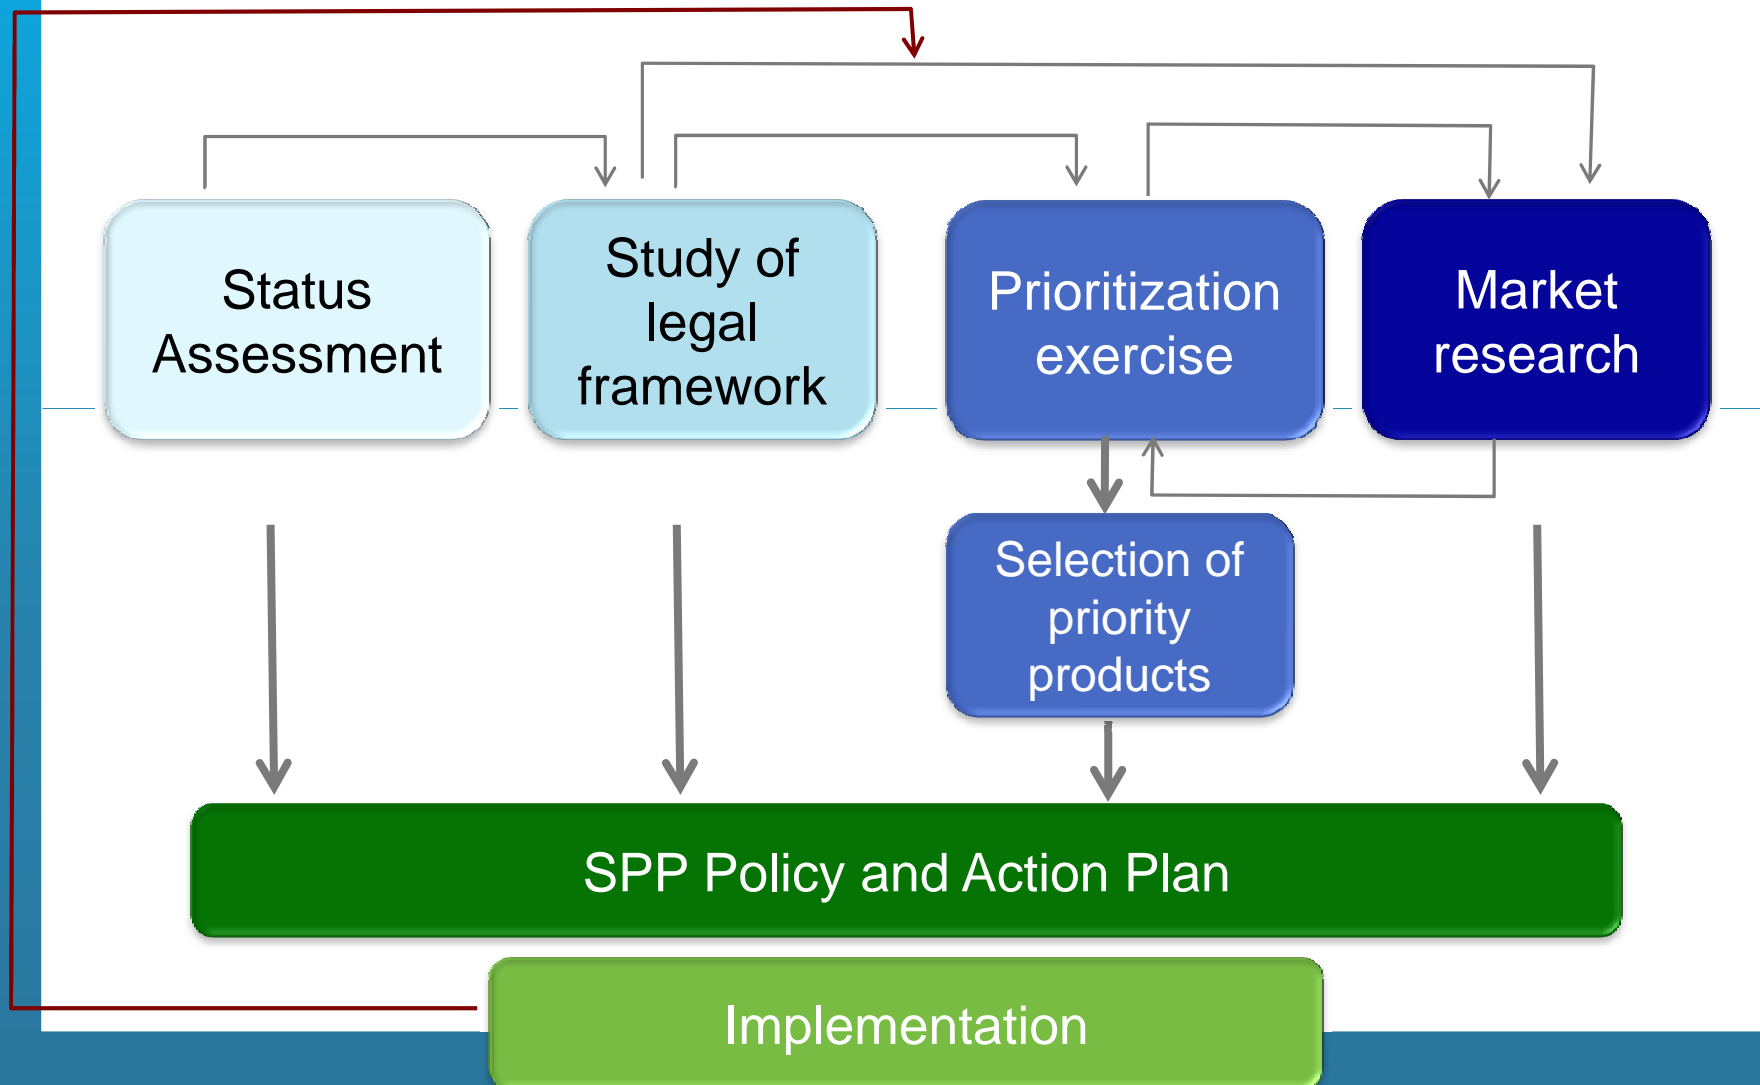 Status
Assessment
Study of
legal
framework
Prioritization
exercise
Market
research
Selection of
priority
products
SPP Policy and Action Plan
Implementation